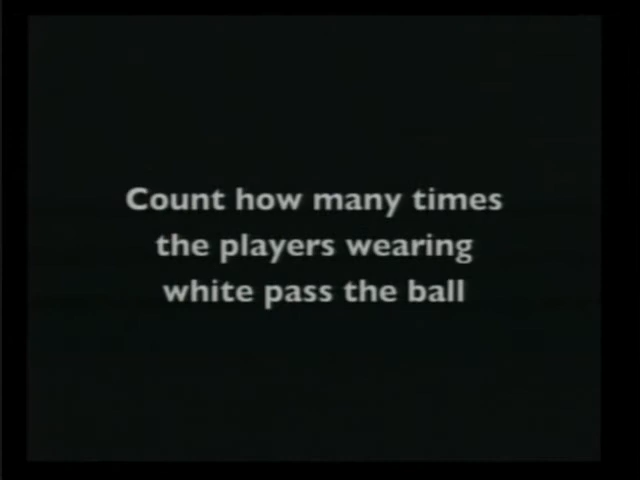 Count how many times
the players wearing
white pass the ball